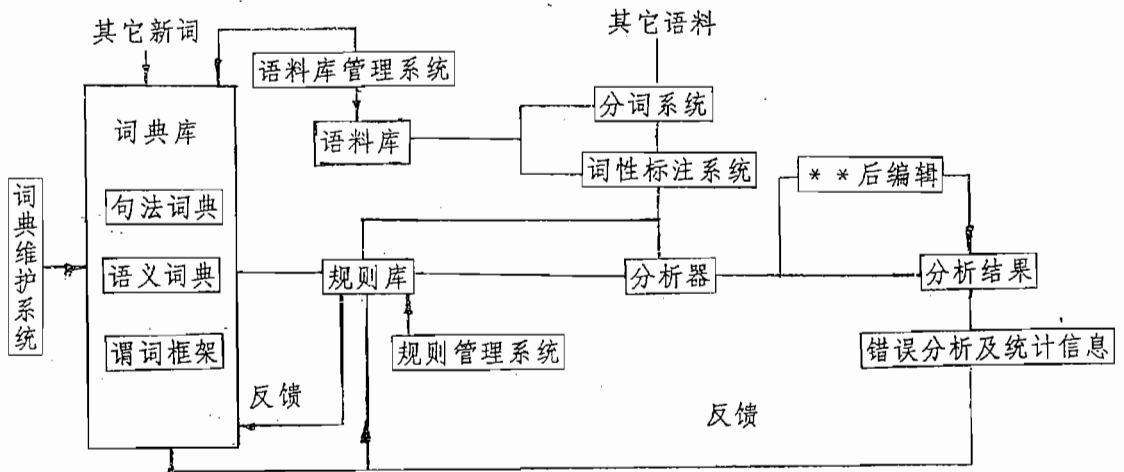 其它新词
其它语料
语料库管理系统
分词系统
词典库
语料库
词性标注系统
**后编辑
词典维护系统
句法词典
语义词典
规则库
分析器
分析结果
谓词框架
规则管理系统
错误分析及统计信息
反馈
反馈